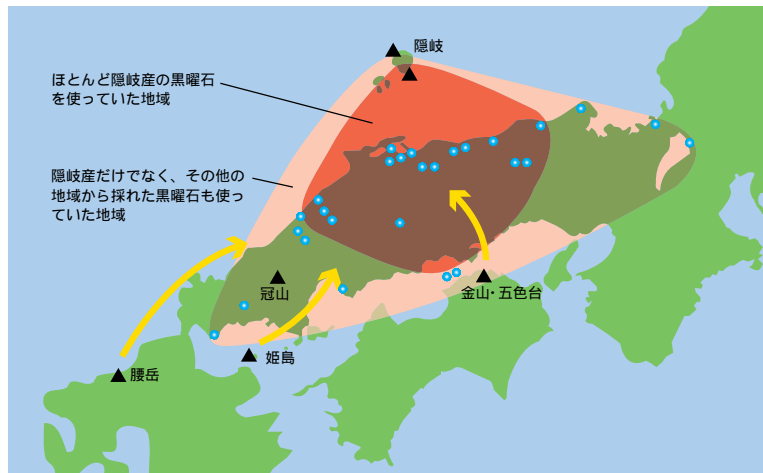 隠岐
ほとんど隠岐産の黒曜石
を使っていた地域
隠岐産だけでなく、その他の
地域から採れた黒曜石も使っ
ていた地域
冠山
金山・五色台
姫島
腰岳